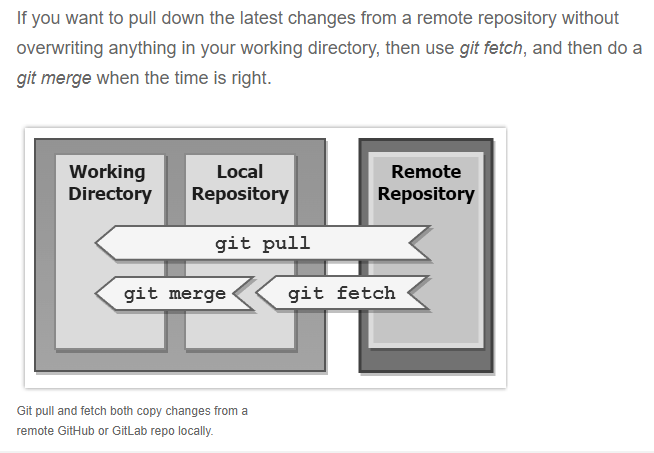 If you want to pull down the latest changes from a remote repository without
overwriting anything in your working directory, then use git fetch, and then do a
git merge when the time is right.
Working
Directory
Local
Repository
Remote
Repository
git pull
git merge
git fetch
Git pull and fetch both copy changes from a
remote GitHub or GitLab repo locally.